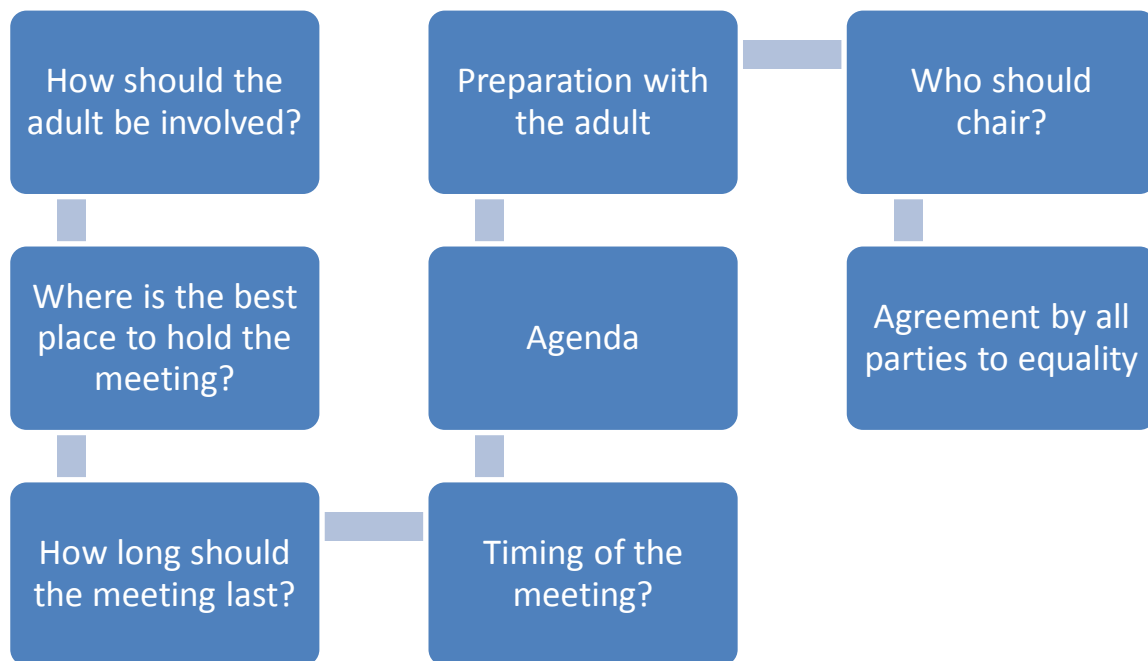 How should the
adult be involved?
Where is the best
place to hold the
meeting?
How long should
the meeting last?
Timing of the
meeting?
Agenda
Preparation with
the adult
Who should
chair?
Agreement by all
parties to equality